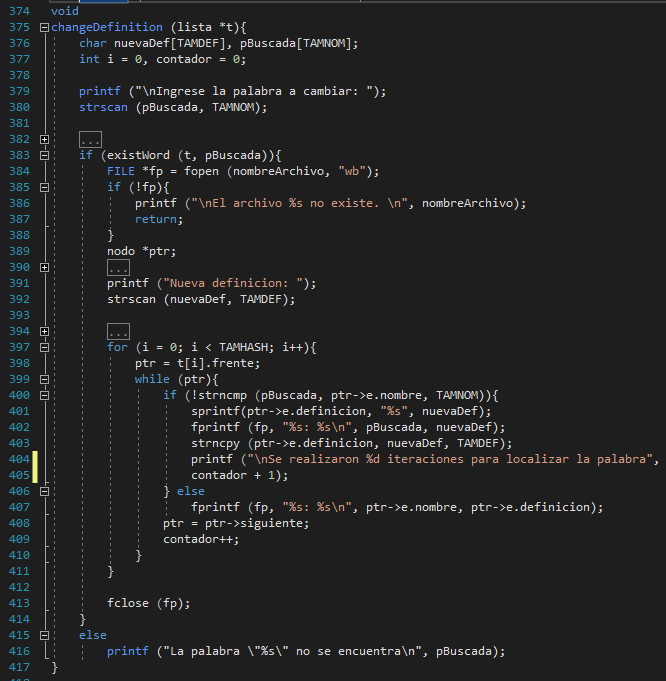 374 void
375 changeDefinition (lista *t){
376     char nuevaDef[TAMDEF], pBuscada[TAMNOM];
377     int i = 0, contador = 0;
378
379     printf ("\nIngrese la palabra a cambiar: ");
380     strscan (pBuscada, TAMNOM);
381
382     ...
383     if (existWord (t, pBuscada)){
384         FILE *fp = fopen (nombreArchivo, "wb");
385         if (!fp){
386             printf ("\nEl archivo %s no existe. \n", nombreArchivo);
387             return;
388         }
389         nodo *ptr;
390         ...
391         printf ("Nueva definicion: ");
392         strscan (nuevaDef, TAMDEF);
393
394         ...
397         for (i = 0; i < TAMHASH; i++){
398             ptr = t[i].frente;
399             while (ptr){
400                 if (!strncmp (pBuscada, ptr->e.nombre, TAMNOM)){
401                     sprintf(ptr->e.definicion, "%s", nuevaDef);
402                     fprintf (fp, "%s: %s\n", pBuscada, nuevaDef);
403                     strncpy (ptr->e.definicion, nuevaDef, TAMDEF);
404                     printf ("\nSe realizaron %d iteraciones para localizar la palabra",
405                     contador + 1);
406                 } else
407                     fprintf (fp, "%s: %s\n", ptr->e.nombre, ptr->e.definicion);
408                 ptr = ptr->siguiente;
409                 contador++;
410             }
411         }
412
413         fclose (fp);
414     }
415     else
416         printf ("La palabra \"%s\" no se encuentra\n", pBuscada);
417 }